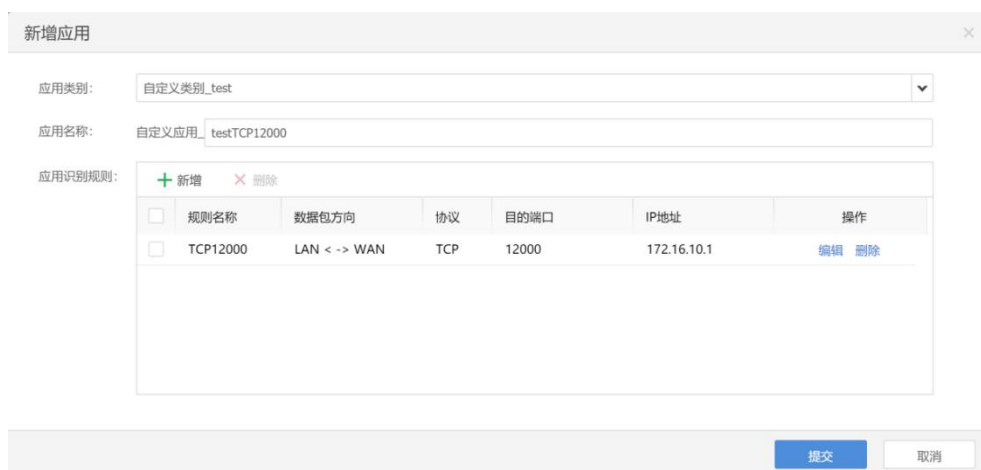 新增应用
应用类别: 自定义类别_test
应用名称: 自定义应用_ testTCP12000
应用识别规则: 新增 删除
规则名称 数据包方向 协议 目的端口 IP地址 操作
TCP12000 LAN < -> WAN TCP 12000 172.16.10.1 编辑 删除
提交 取消